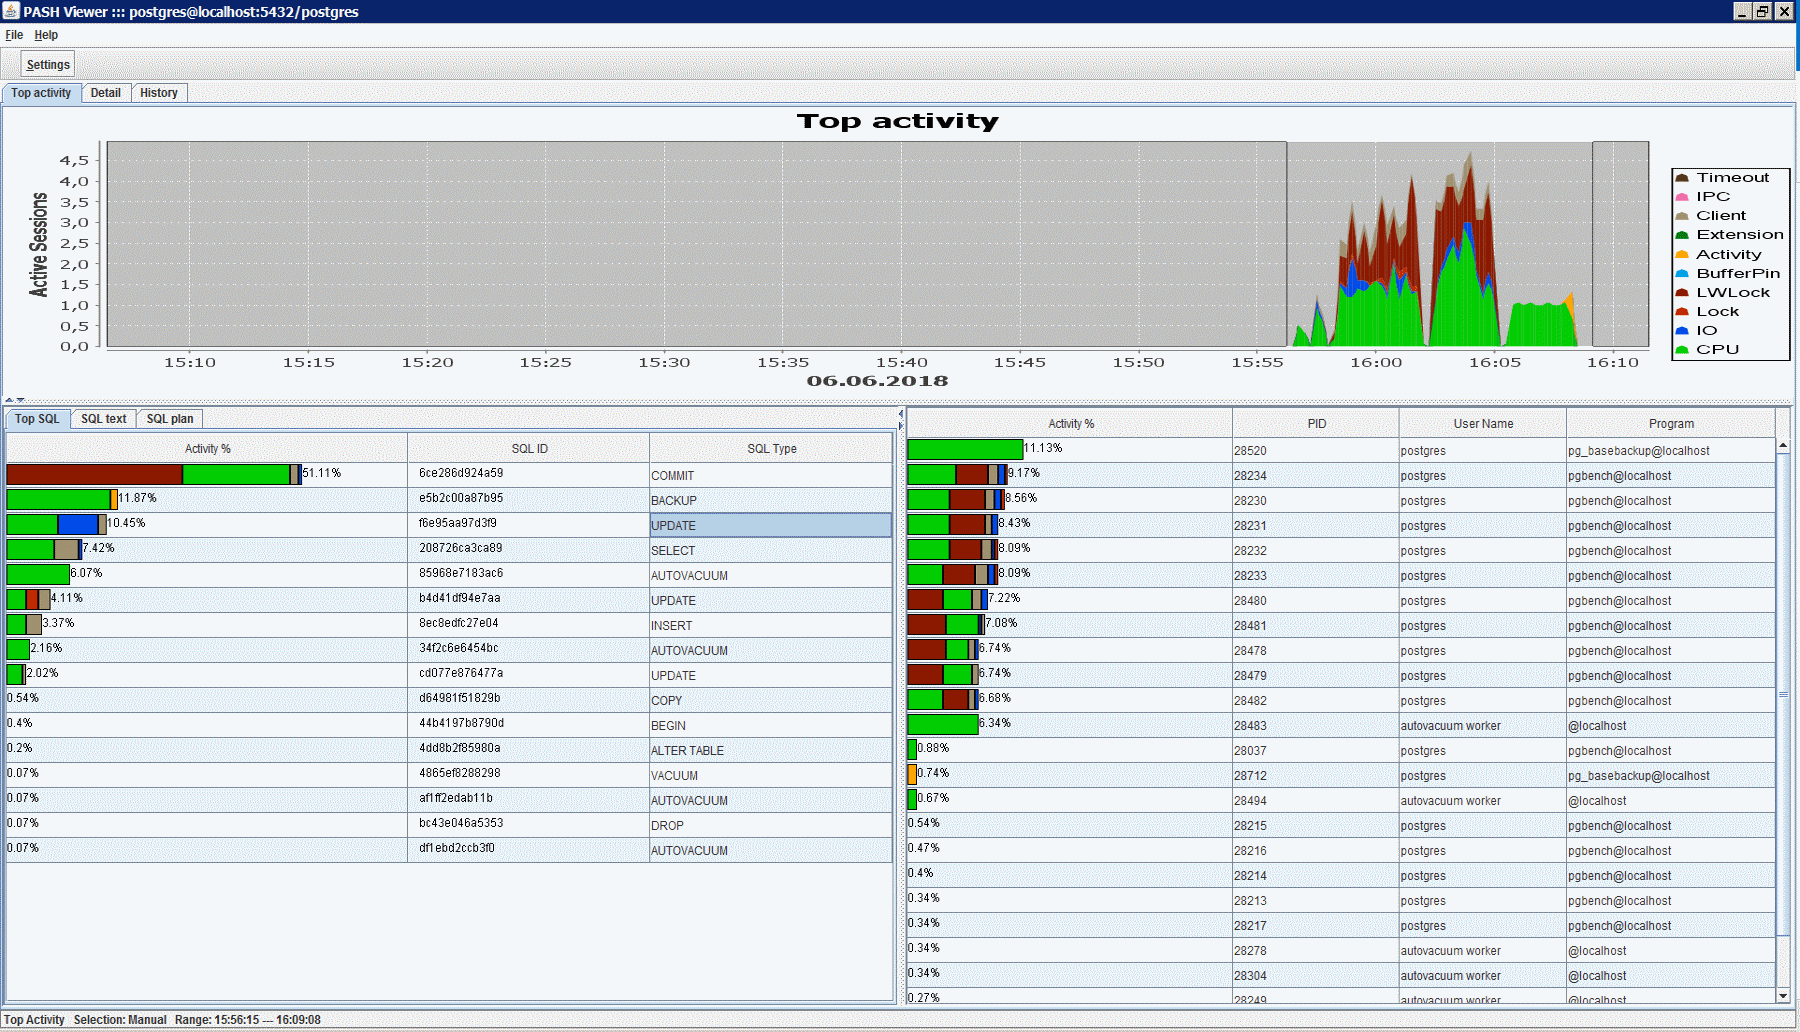 PASH Viewer ::: postgres@localhost:5432/postgres
File Help
Settings
Top activity Detail History
Top activity
Active Sessions
4,5
4,0
3,5
3,0
2,5
2,0
1,5
1,0
0,5
0,0
15:10 15:15 15:20 15:25 15:30 15:35 15:40 15:45 15:50 15:55 16:00 16:05 16:10
06.06.2018
Timeout
IPC
Client
Extension
Activity
BufferPin
LWLock
Lock
IO
CPU
Top SQL SQL text SQL plan
Activity % SQL ID SQL Type
51.11% 6ce286d924a59 COMMIT
11.87% e5b2c00a87b95 BACKUP
10.45% f6e95aa97d3f9 UPDATE
7.42% 208726ca3ca89 SELECT
6.07% 85968e7183ac6 AUTOVACUUM
4.11% b4d41df94e7aa UPDATE
3.37% 8ec8edfc27e04 INSERT
2.16% 34f2c6e6454bc AUTOVACUUM
2.02% cd077e876477a UPDATE
0.54% d64981f51829b COPY
0.4% 44b4197b8790d BEGIN
0.2% 4dd8b2f85980a ALTER TABLE
0.07% 4865ef8288298 VACUUM
0.07% af1ff2edab11b AUTOVACUUM
0.07% bc43e046a5353 DROP
0.07% df1ebd2ccb3f0 AUTOVACUUM
Activity % PID User Name Program
11.13% 28520 postgres pg_basebackup@localhost
9.17% 28234 postgres pgbench@localhost
8.56% 28230 postgres pgbench@localhost
8.43% 28231 postgres pgbench@localhost
8.09% 28232 postgres pgbench@localhost
8.09% 28233 postgres pgbench@localhost
7.22% 28480 postgres pgbench@localhost
7.08% 28481 postgres pgbench@localhost
6.74% 28478 postgres pgbench@localhost
6.74% 28479 postgres pgbench@localhost
6.68% 28482 postgres pgbench@localhost
6.34% 28483 autovacuum worker @localhost
0.88% 28037 postgres pgbench@localhost
0.74% 28712 postgres pg_basebackup@localhost
0.67% 28494 autovacuum worker @localhost
0.54% 28215 postgres pgbench@localhost
0.47% 28216 postgres pgbench@localhost
0.4% 28214 postgres pgbench@localhost
0.34% 28213 postgres pgbench@localhost
0.34% 28217 postgres pgbench@localhost
0.34% 28278 autovacuum worker @localhost
0.34% 28304 autovacuum worker @localhost
0.27% 28249 autovacuum worker @localhost
Top Activity Selection: Manual Range: 15:56:15 --- 16:09:08